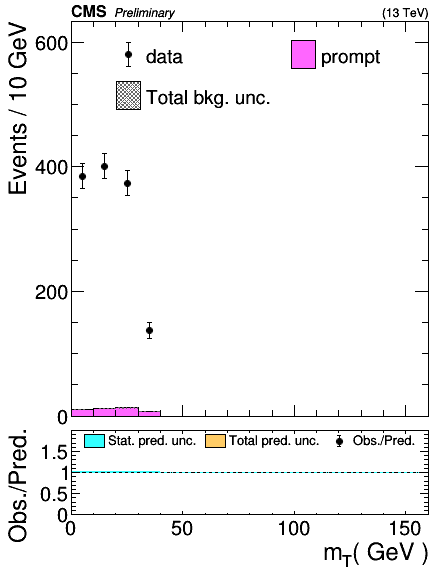 CMS Preliminary (13 TeV)
data prompt
Total bkg. unc.
Events / 10 GeV
600
400
200
0
Stat. pred. unc. Total pred. unc. Obs./Pred.
Obs./Pred.
1.5
1
0.5
0
0 50 100 150
m_T( GeV )